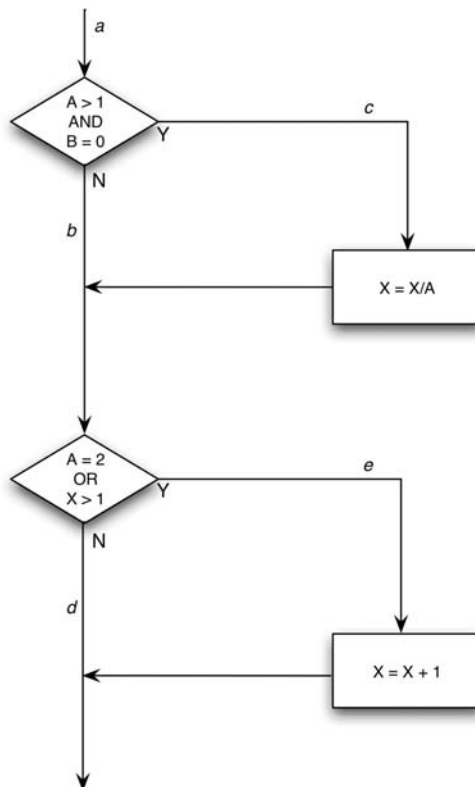 a
A > 1
AND
B = 0
Y
c
N
b
X = X/A
A = 2
OR
X > 1
Y
e
N
d
X = X + 1